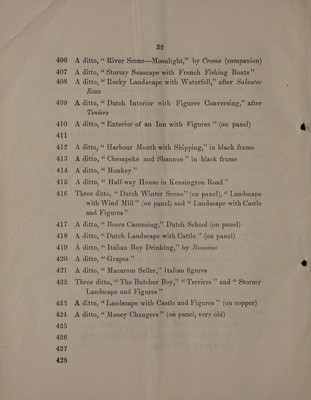 32
406 A ditto, “ River Scene—Moonlight,” by Crome (companion)
407 A ditto, “ Stormy Seascape with French Fishing Boats ”
408 A ditto, “ Rocky Landscape with Waterfall,” after Salvator
Rosa
409 A ditto, “ Dutch Interior with Figures Conversing,” after
Teniers
410 A ditto, “ Exterior of an Inn with Figures ” (on panel)
411
412 A ditto, “ Harbour Mouth with Shipping,” in black frame
413 A ditto, “ Chesapeke and Shannon ” in black frame
414 A ditto, “ Monkey ”
415 A ditto, “ Half-way House in Kensington Road ”
416 Three ditto, “ Dutch Winter Scene” (on panel), “ Landscape
with Wind Mill ” (on panel) and “ Landscape with Castle
and Figures ”
417 A ditto, “ Boors Carousing,” Dutch School (on panel)
418 A ditto, “ Dutch Landscape with Cattle ” (on panel)
419 A ditto, “ Italian Boy Drinking,” by
420 A ditto, “ Grapes ”
421 A ditto, “ Macaroni Seller,” Italian figures
422 Three ditto, “ The Butcher Boy,” “ Terriers ” and “ Stormy
Landscape and Figures ”
423 A ditto, “ Landscape with Castle and Figures ” (on copper)
424 A ditto, “ Money Changers ” (on panel, very old)
425
426
427
428